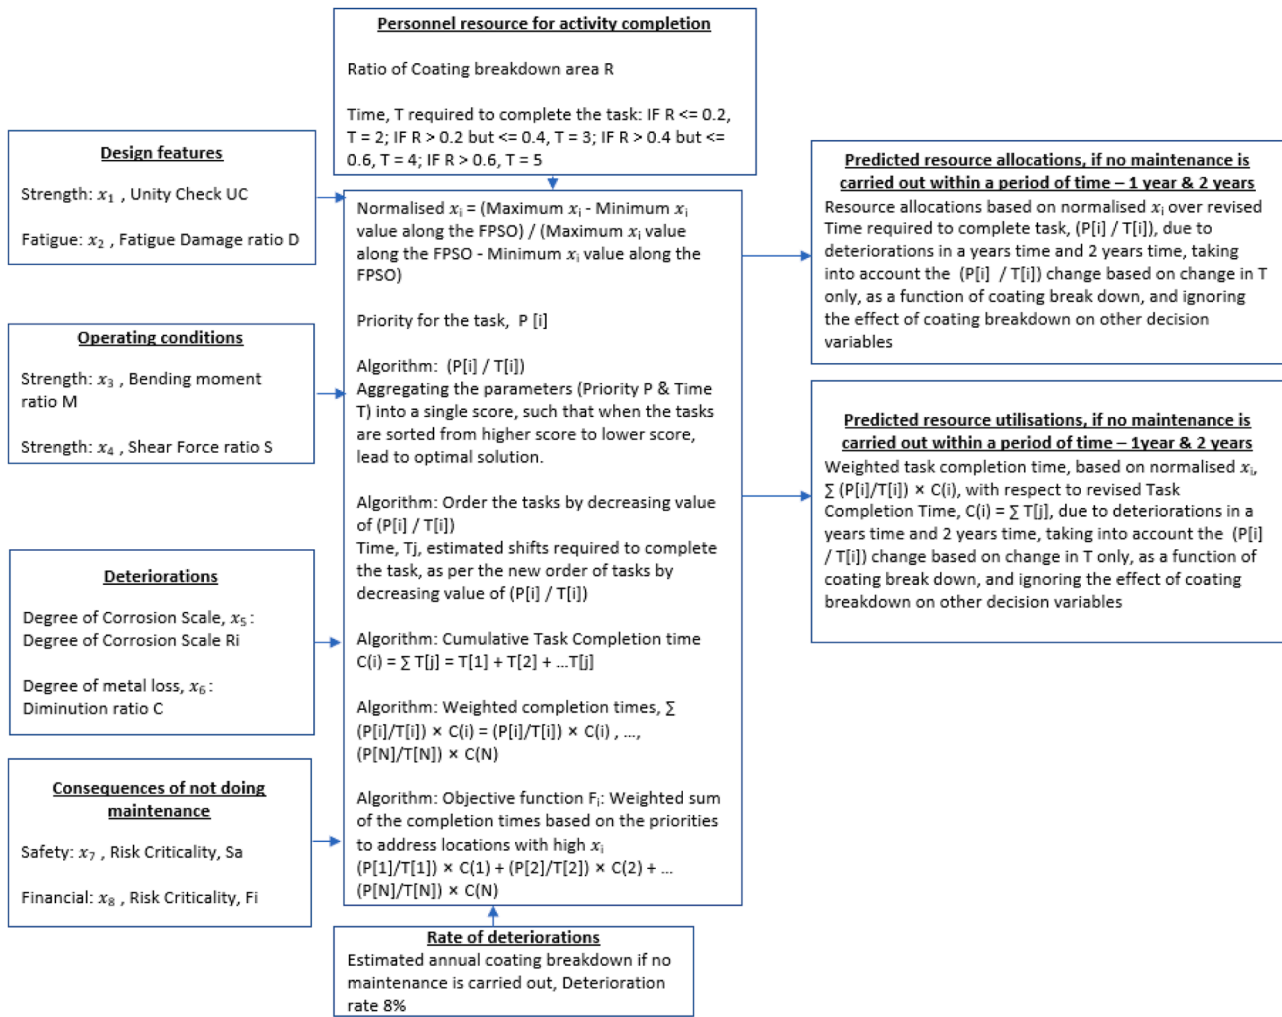 Personnel resource for activity completion
Ratio of Coating breakdown area R
Time, T required to complete the task: IF R <= 0.2,
T = 2; IF R > 0.2 but <= 0.4, T = 3; IF R > 0.4 but <=
0.6, T = 4; IF R > 0.6, T = 5
Design features
Strength: x₁ , Unity Check UC
Fatigue: x₂ , Fatigue Damage ratio D
Operating conditions
Strength: x₃ , Bending moment
ratio M
Strength: x₄ , Shear Force ratio S
Deteriorations
Degree of Corrosion Scale, x₅ :
Degree of Corrosion Scale Ri
Degree of metal loss, x₆ :
Diminution ratio C
Consequences of not doing
maintenance
Safety: x₇ , Risk Criticality, Sa
Financial: x₈ , Risk Criticality, Fi
Normalised xᵢ = (Maximum xᵢ - Minimum xᵢ
value along the FPSO) / (Maximum xᵢ value
along the FPSO - Minimum xᵢ value along the
FPSO)
Priority for the task, P [i]
Algorithm: (P[i] / T[i])
Aggregating the parameters (Priority P & Time
T) into a single score, such that when the tasks
are sorted from higher score to lower score,
lead to optimal solution.
Algorithm: Order the tasks by decreasing value
of (P[i] / T[i])
Time, Tj, estimated shifts required to complete
the task, as per the new order of tasks by
decreasing value of (P[i] / T[i])
Algorithm: Cumulative Task Completion time
C(i) = ∑ T[j] = T[1] + T[2] + ...T[j]
Algorithm: Weighted completion times, ∑
(P[i]/T[i]) × C(i) = (P[i]/T[i]) × C(i) , ...,
(P[N]/T[N]) × C(N)
Algorithm: Objective function Fᵢ: Weighted sum
of the completion times based on the priorities
to address locations with high xᵢ
(P[1]/T[1]) × C(1) + (P[2]/T[2]) × C(2) + ...
(P[N]/T[N]) × C(N)
Rate of deteriorations
Estimated annual coating breakdown if no
maintenance is carried out, Deterioration
rate 8%
Predicted resource allocations, if no maintenance is
carried out within a period of time – 1 year & 2 years
Resource allocations based on normalised xᵢ over revised
Time required to complete task, (P[i] / T[i]), due to
deteriorations in a years time and 2 years time, taking
into account the (P[i] / T[i]) change based on change in T
only, as a function of coating break down, and ignoring
the effect of coating breakdown on other decision
variables
Predicted resource utilisations, if no maintenance is
carried out within a period of time – 1year & 2 years
Weighted task completion time, based on normalised xᵢ,
∑ (P[i]/T[i]) × C(i), with respect to revised Task
Completion Time, C(i) = ∑ T[j], due to deteriorations in a
years time and 2 years time, taking into account the (P[i]
/ T[i]) change based on change in T only, as a function of
coating break down, and ignoring the effect of coating
breakdown on other decision variables